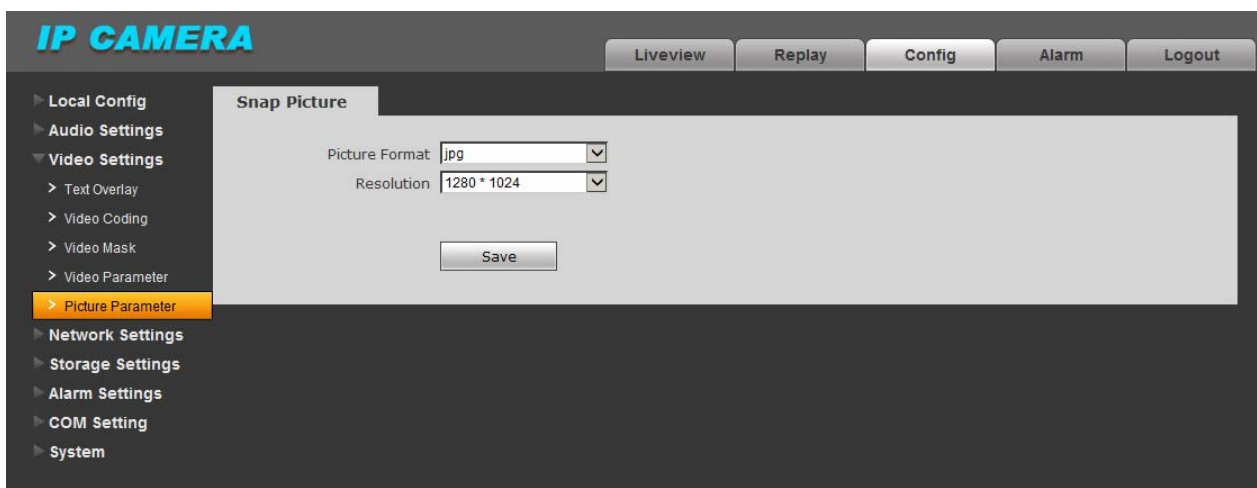 IP CAMERA
Liveview Replay Config Alarm Logout
Local Config
Audio Settings
Video Settings
> Text Overlay
> Video Coding
> Video Mask
> Video Parameter
> Picture Parameter
Network Settings
Storage Settings
Alarm Settings
COM Setting
System
Snap Picture
Picture Format jpg
Resolution 1280 * 1024
Save